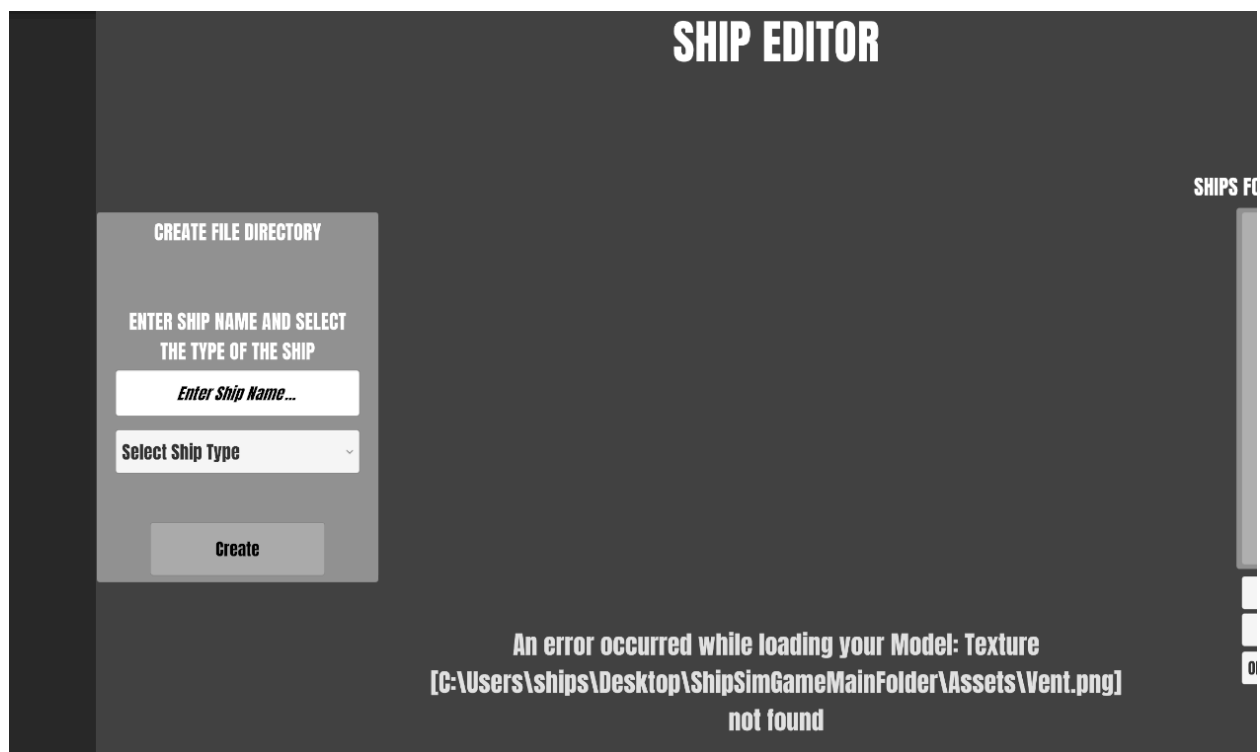 SHIP EDITOR
SHIPS
CREATE FILE DIRECTORY
ENTER SHIP NAME AND SELECT
THE TYPE OF THE SHIP
Enter Ship Name...
Select Ship Type
Create
An error occurred while loading your Model: Texture
[C:\Users\ships\Desktop\ShipSimGameMainFolder\Assets\Vent.png]
not found